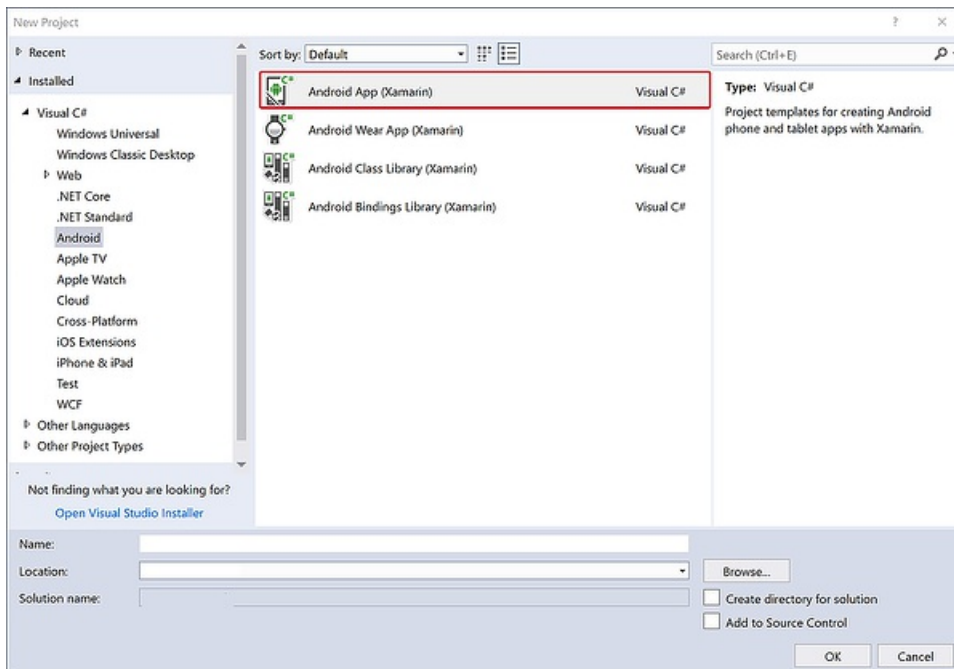 New Project
Recent
Installed
Visual C#
Windows Universal
Windows Classic Desktop
Web
.NET Core
.NET Standard
Android
Apple TV
Apple Watch
Cloud
Cross-Platform
iOS Extensions
iPhone & iPad
Test
WCF
Other Languages
Other Project Types
Not finding what you are looking for?
Open Visual Studio Installer
Sort by: Default
Android App (Xamarin) Visual C#
Android Wear App (Xamarin) Visual C#
Android Class Library (Xamarin) Visual C#
Android Bindings Library (Xamarin) Visual C#
Search (Ctrl+E)
Type: Visual C#
Project templates for creating Android
phone and tablet apps with Xamarin.
Name:
Location:
Browse...
Solution name:
Create directory for solution
Add to Source Control
OK Cancel